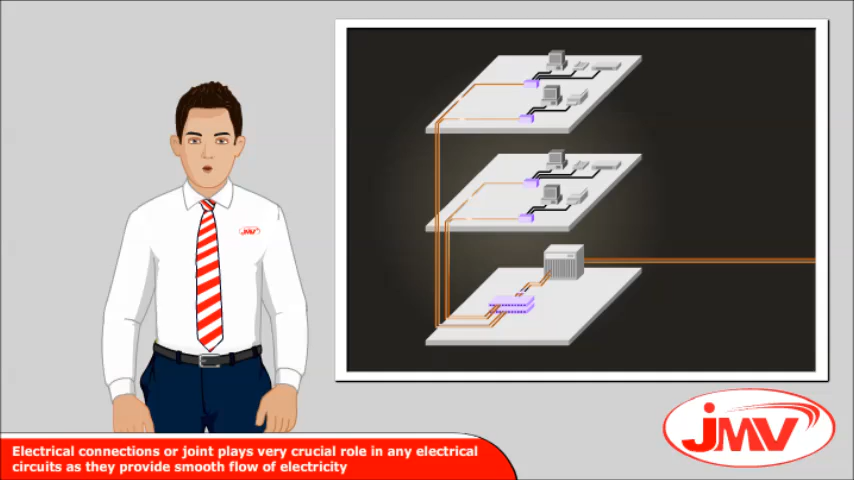 JMV
Electrical connections or joint plays very crucial role in any electrical
circuits as they provide smooth flow of electricity
JMV